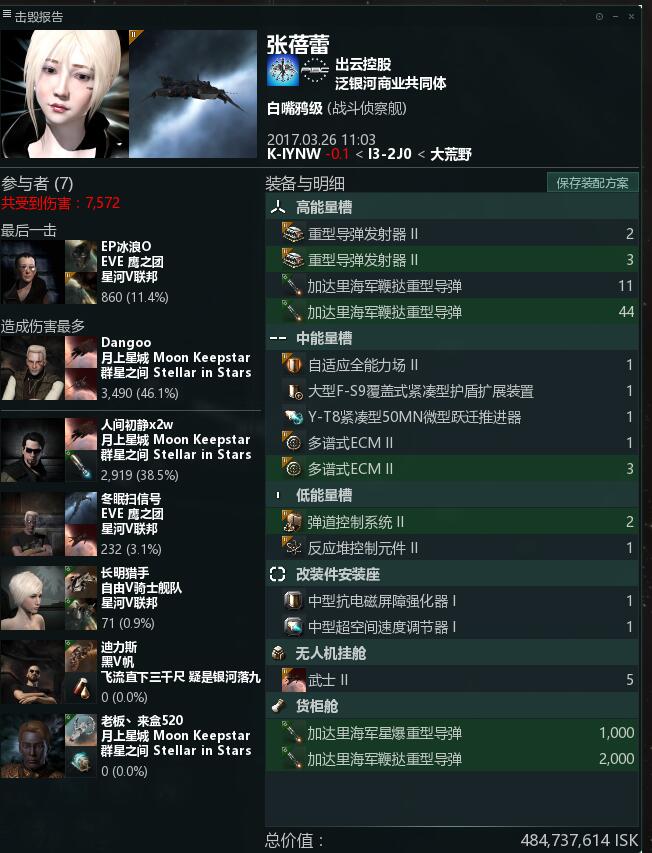 击毁报告
张蓓蕾
出云控股
泛银河商业共同体
白嘴鸦级 (战斗侦察舰)
2017.03.26 11:03
K-IYNW -0.1 < I3-2J0 < 大荒野
参与者 (7)
共受到伤害：7,572
最后一击
EP冰浪O
EVE 鹰之团
星河V联邦
860 (11.4%)
造成伤害最多
Dangoo
月上星城 Moon Keepstar
群星之间 Stellar in Stars
3,490 (46.1%)
人间初静x2w
月上星城 Moon Keepstar
群星之间 Stellar in Stars
2,919 (38.5%)
冬眠扫信号
EVE 鹰之团
星河V联邦
232 (3.1%)
长明猎手
自由V骑士舰队
星河V联邦
71 (0.9%)
迪力斯
黑V帆
飞流直下三千尺 疑是银河落九
0 (0.0%)
老板、来盒520
月上星城 Moon Keepstar
群星之间 Stellar in Stars
0 (0.0%)
装备与明细
保存装配方案
高能量槽
重型导弹发射器 II 2
重型导弹发射器 II 3
加达里海军鞭挞重型导弹 11
加达里海军鞭挞重型导弹 44
中能量槽
自适应全能力场 II 1
大型F-S9覆盖式紧凑型护盾扩展装置 1
Y-T8紧凑型50MN微型跃迁推进器 1
多谱式ECM II 1
多谱式ECM II 3
低能量槽
弹道控制系统 II 2
反应堆控制元件 II 1
改装件安装座
中型抗电磁屏障强化器 I 1
中型超空间速度调节器 I 1
无人机挂舱
武士 II 5
货柜舱
加达里海军星爆重型导弹 1,000
加达里海军鞭挞重型导弹 2,000
总价值： 484,737,614 ISK